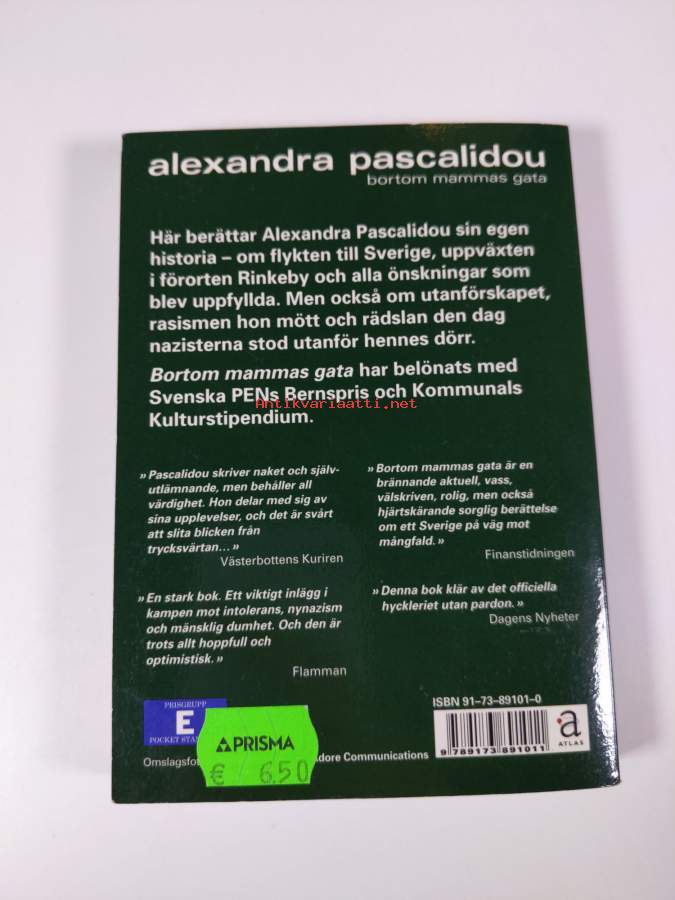 alexandra pascalidou
bortom mammas gata
Här berättar Alexandra Pascalidou sin egen
historia – om flykten till Sverige, uppväxten
i förorten Rinkeby och alla önskningar som
blev uppfyllda. Men också om utanförskapet,
rasismen hon mött och rädslan den dag
nazisterna stod utanför hennes dörr.
Bortom mammas gata har belönats med
Svenska PENs Bernspris och Kommunals
Antikvariaatti.net
Kulturstipendium.
» Pascalidou skriver naket och själv-
utlämnande, men behåller all
värdighet. Hon delar med sig av
sina upplevelser, och det är svårt
att slita blicken från
trycksvärtan… »
Västerbottens Kuriren
» En stark bok. Ett viktigt inlägg i
kampen mot intolerans, nynazism
och mänsklig dumhet. Och den är
trots allt hoppfull och
optimistisk. »
Flamman
» Bortom mammas gata är en
brännande aktuell, vass,
välskriven, rolig, men också
hjärtskärande sorglig berättelse
om ett Sverige på väg mot
mångfald. »
Finanstidningen
» Denna bok klär av det officiella
hyckleriet utan pardon. »
Dagens Nyheter
PRISGRUPP
E
POCKET
PRISMA
€ 6.50
Omslagsfo
dore Communications
ISBN 91–73–89101–0
9 789173 891011
a
ATLAS